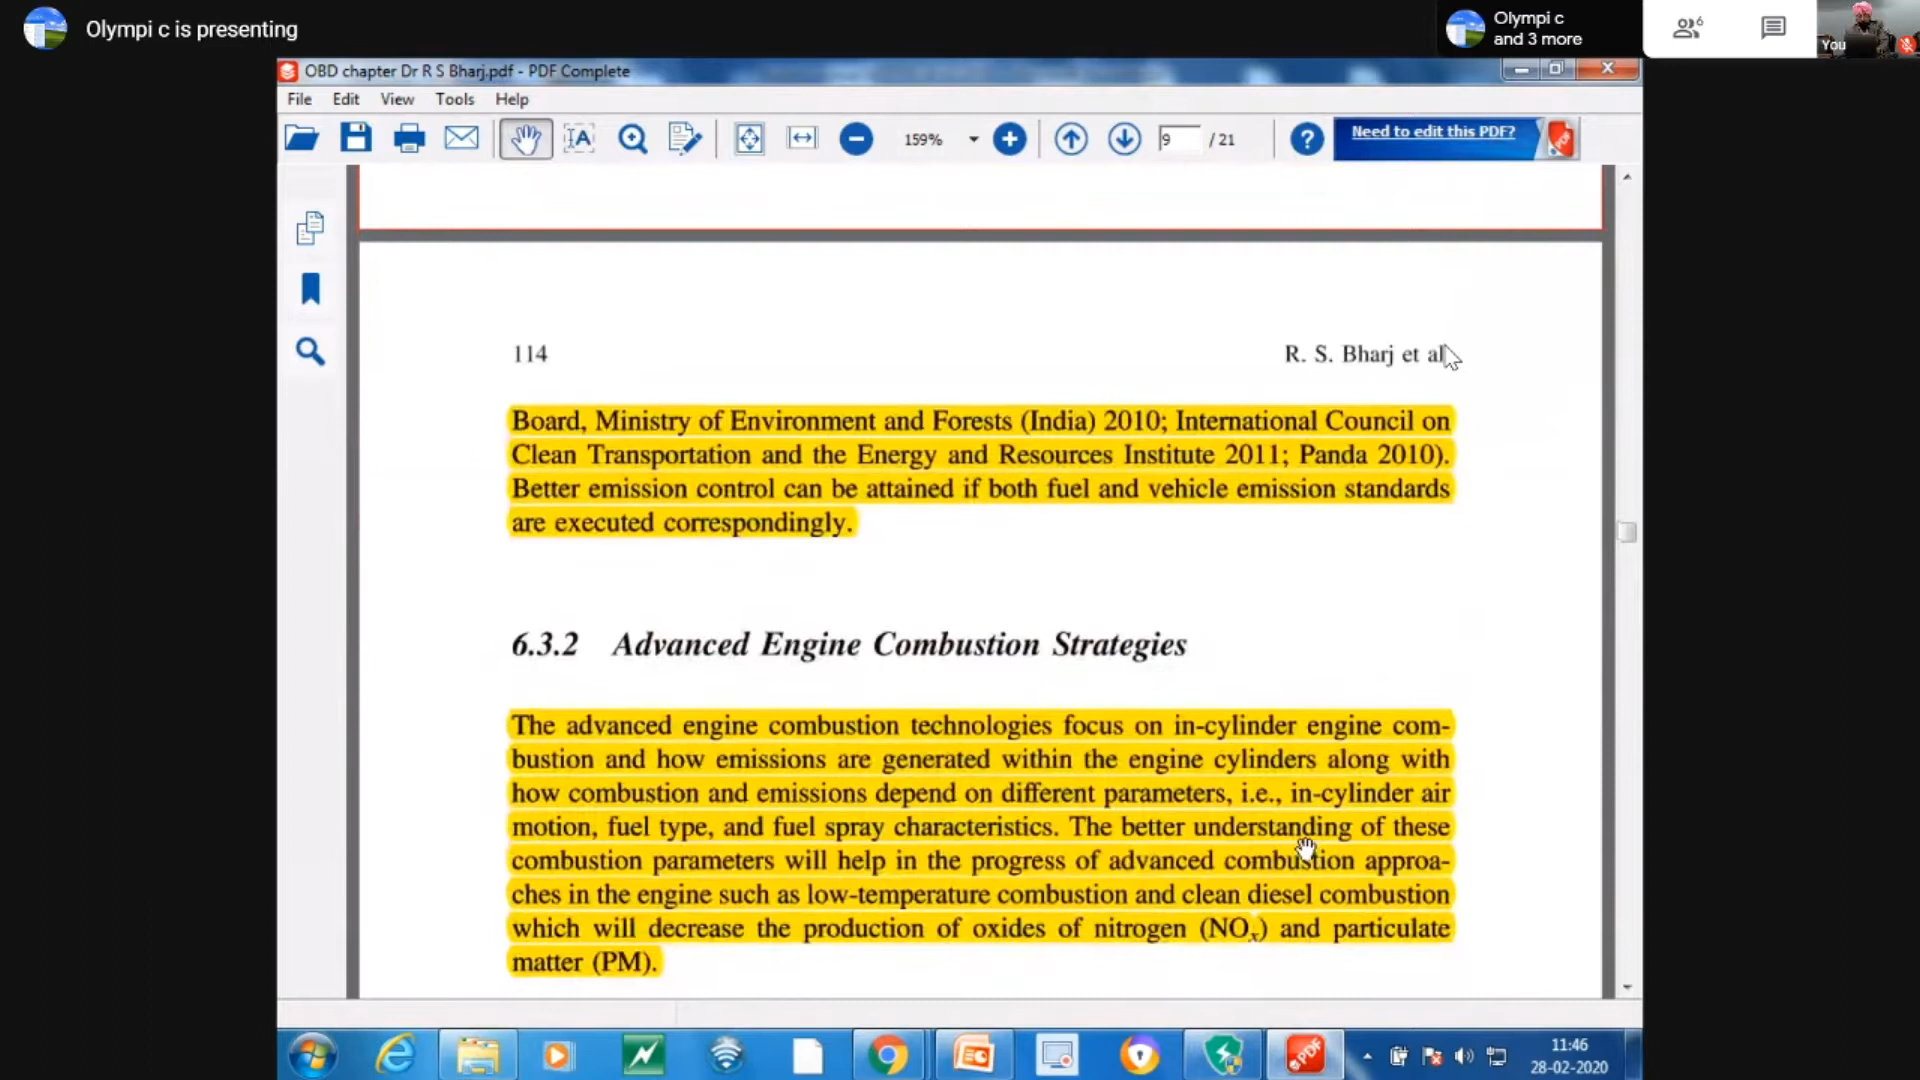 Olympi c is presenting
Olympi c
and 3 more
6
You
OBD chapter Dr R S Bharj.pdf - PDF Complete
File Edit View Tools Help
159%
9 / 21
Need to edit this PDF?
PDF
114 R. S. Bharj et al.
Board, Ministry of Environment and Forests (India) 2010; International Council on
Clean Transportation and the Energy and Resources Institute 2011; Panda 2010).
Better emission control can be attained if both fuel and vehicle emission standards
are executed correspondingly.
6.3.2 Advanced Engine Combustion Strategies
The advanced engine combustion technologies focus on in-cylinder engine com-
bustion and how emissions are generated within the engine cylinders along with
how combustion and emissions depend on different parameters, i.e., in-cylinder air
motion, fuel type, and fuel spray characteristics. The better understanding of these
combustion parameters will help in the progress of advanced combustion approa-
ches in the engine such as low-temperature combustion and clean diesel combustion
which will decrease the production of oxides of nitrogen (NOx) and particulate
matter (PM).
PDF
11:46
28-02-2020